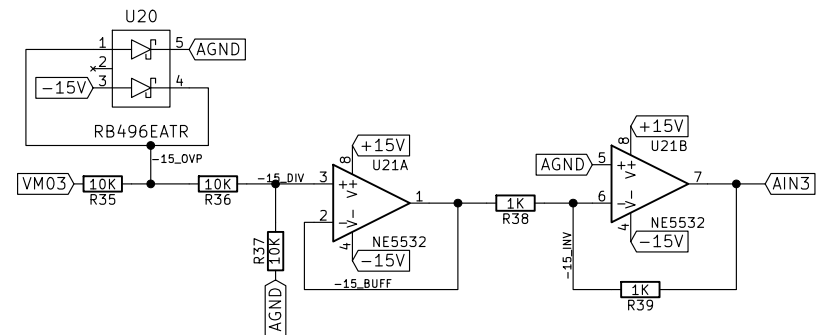 U20
1
5
AGND
2
-15V
3
4
RB496EATR
-15_OVP
VM03
10K
R35
10K
R36
-15_DIV
R37
10K
AGND
3
2
8
+15V
U21A
++
V
-
V-
1
4
NE5532
-15V
-15_BUFF
1K
R38
-15_INV
AGND
5
6
8
+15V
U21B
++
V
-
V-
7
4
NE5532
-15V
1K
R39
AIN3